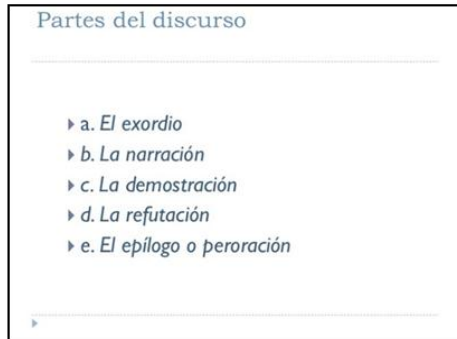 Partes del discurso
a. El exordio
b. La narración
c. La demostración
d. La refutación
e. El epílogo o peroración